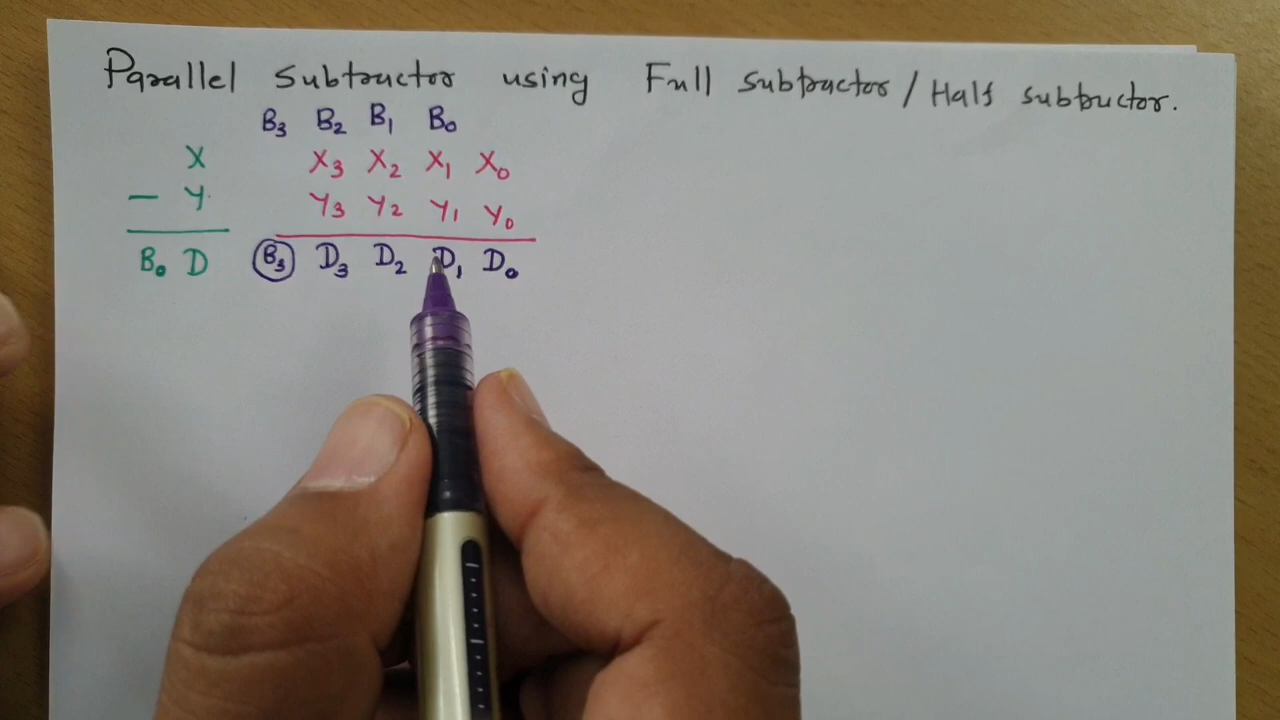 Parallel Subtractor using Full subtractor / Half subtructor.
B3 B2 B1 B0
X X3 X2 X1 X0
— Y. Y3 Y2 Y1 Y0
B0 D B3 D3 D2 D1 D0